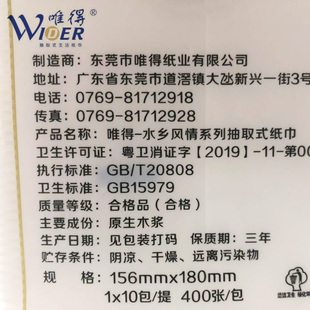 唯得
WIDER
制造商：东莞市唯得纸业有限公司
地址：广东省东莞市道滘镇大氹新兴一街3号
电话：0769-81712918
传真：0769-81712928
产品名称：唯得-水乡风情系列抽取式纸巾
卫生许可证：粤卫消证字【2019】-11-第00
执行标准：GB/T20808
卫生标准：GB15979
质量等级：合格品（合格）
主要成份：原生木浆
生产日期：见包装打码 保质期：三年
贮存条件：阴凉、干燥、远离污染物
规 格：156mmx180mm
1x10包/提 400张/包